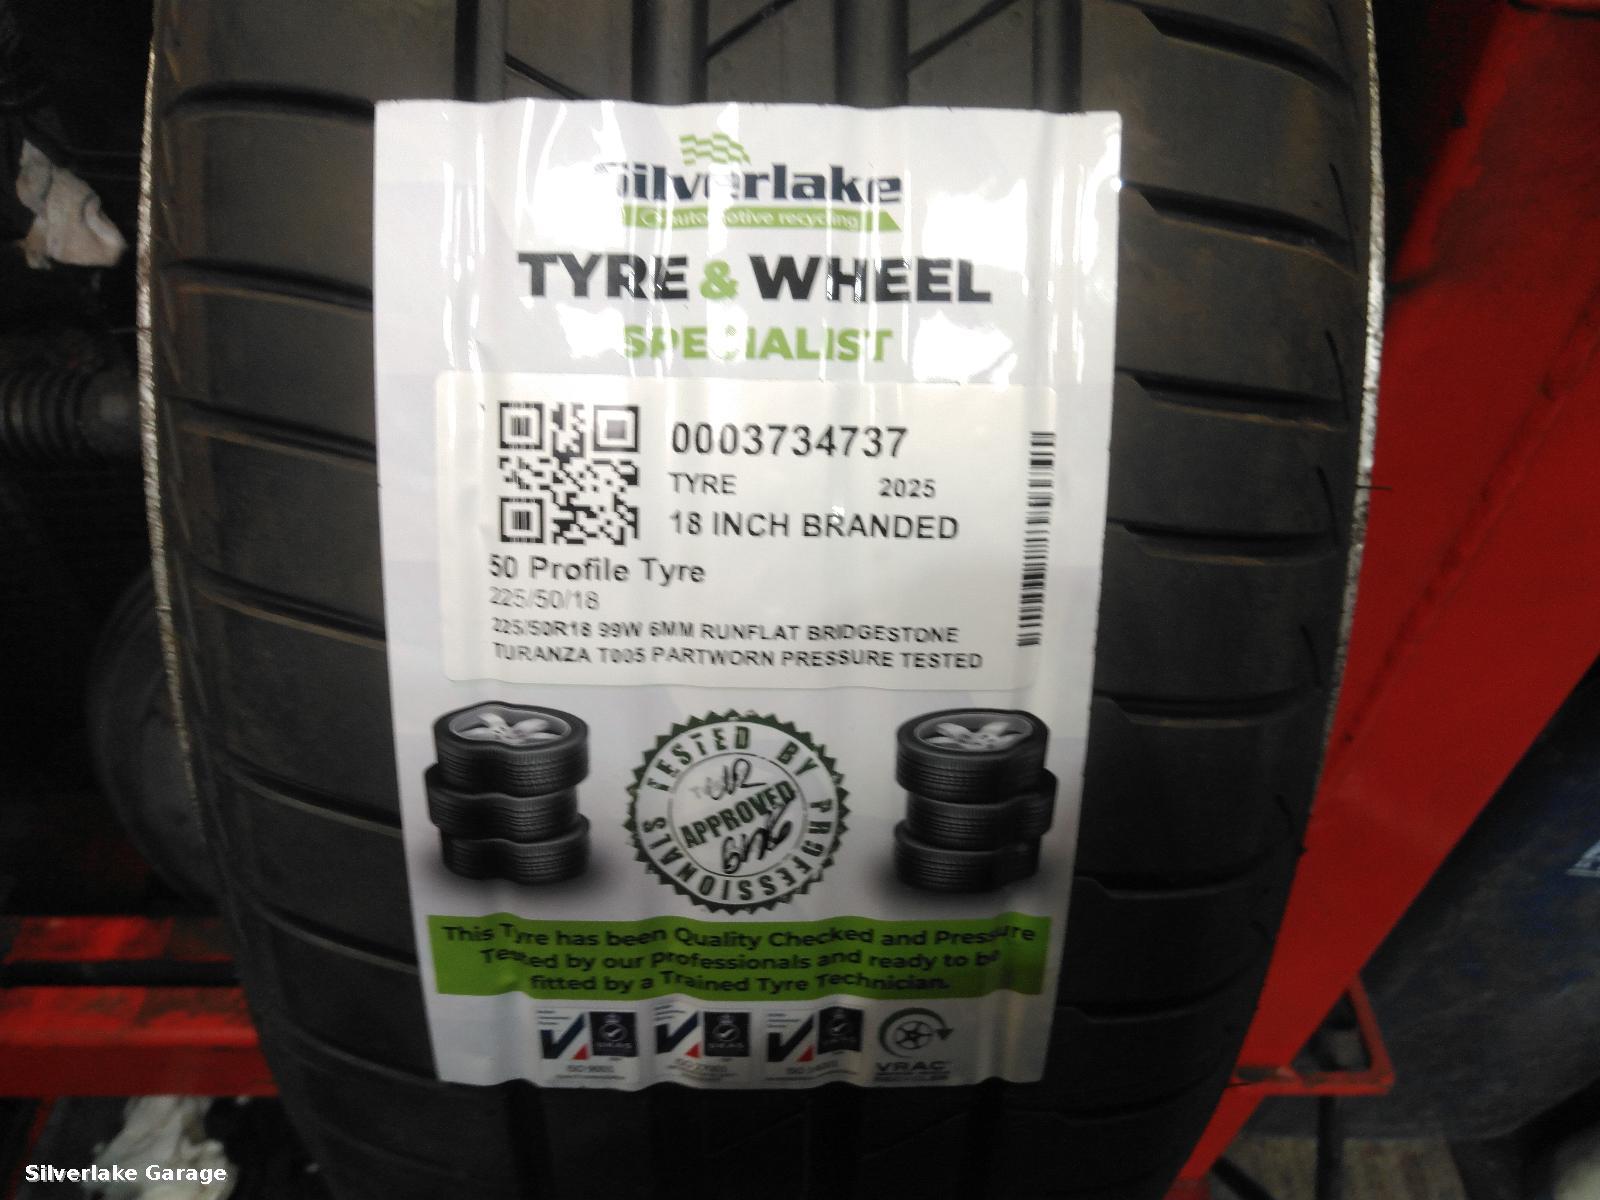 Silverlake
automotive recycling
TYRE & WHEEL
SPECIALIST
0003734737
TYRE 2025
18 INCH BRANDED
50 Profile Tyre
225/50/18
225/50R18 99W 6MM RUNFLAT BRIDGESTONE
TURANZA T005 PARTWORN PRESSURE TESTED
TESTED BY PROFESSIONALS
APPROVED
This Tyre has been Quality Checked and Pressure
Tested by our professionals and ready to be
fitted by a Trained Tyre Technician.
VRAC
Silverlake Garage